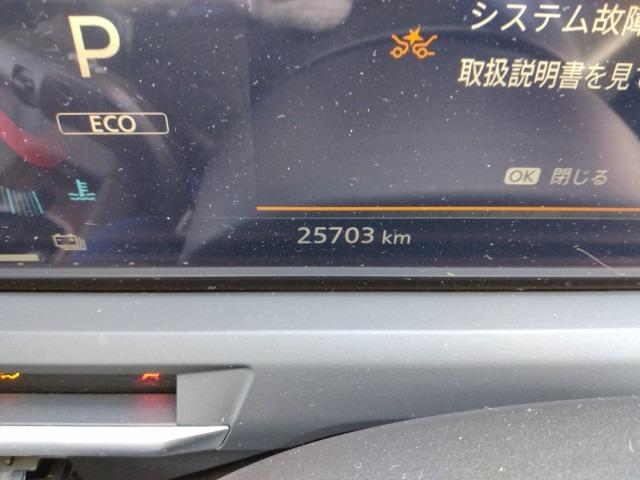 P
ECO
システム故障
取扱説明書を見
OK 閉じる
25703 km